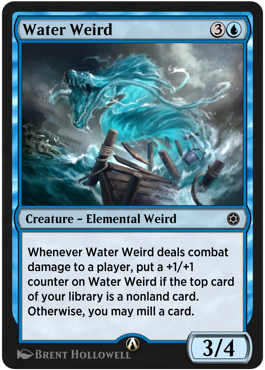 Water Weird 3
Creature – Elemental Weird
Whenever Water Weird deals combat
damage to a player, put a +1/+1
counter on Water Weird if the top card
of your library is a nonland card.
Otherwise, you may mill a card.
Brent Hollowell
3/4